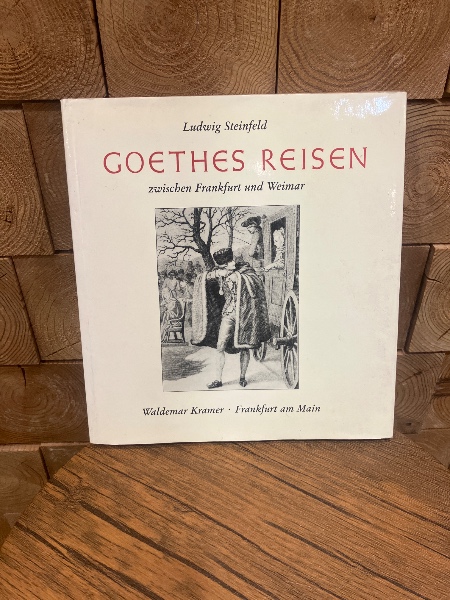 Ludwig Steinfeld
GOETHES REISEN
zwischen Frankfurt und Weimar
Waldemar Kramer · Frankfurt am Main